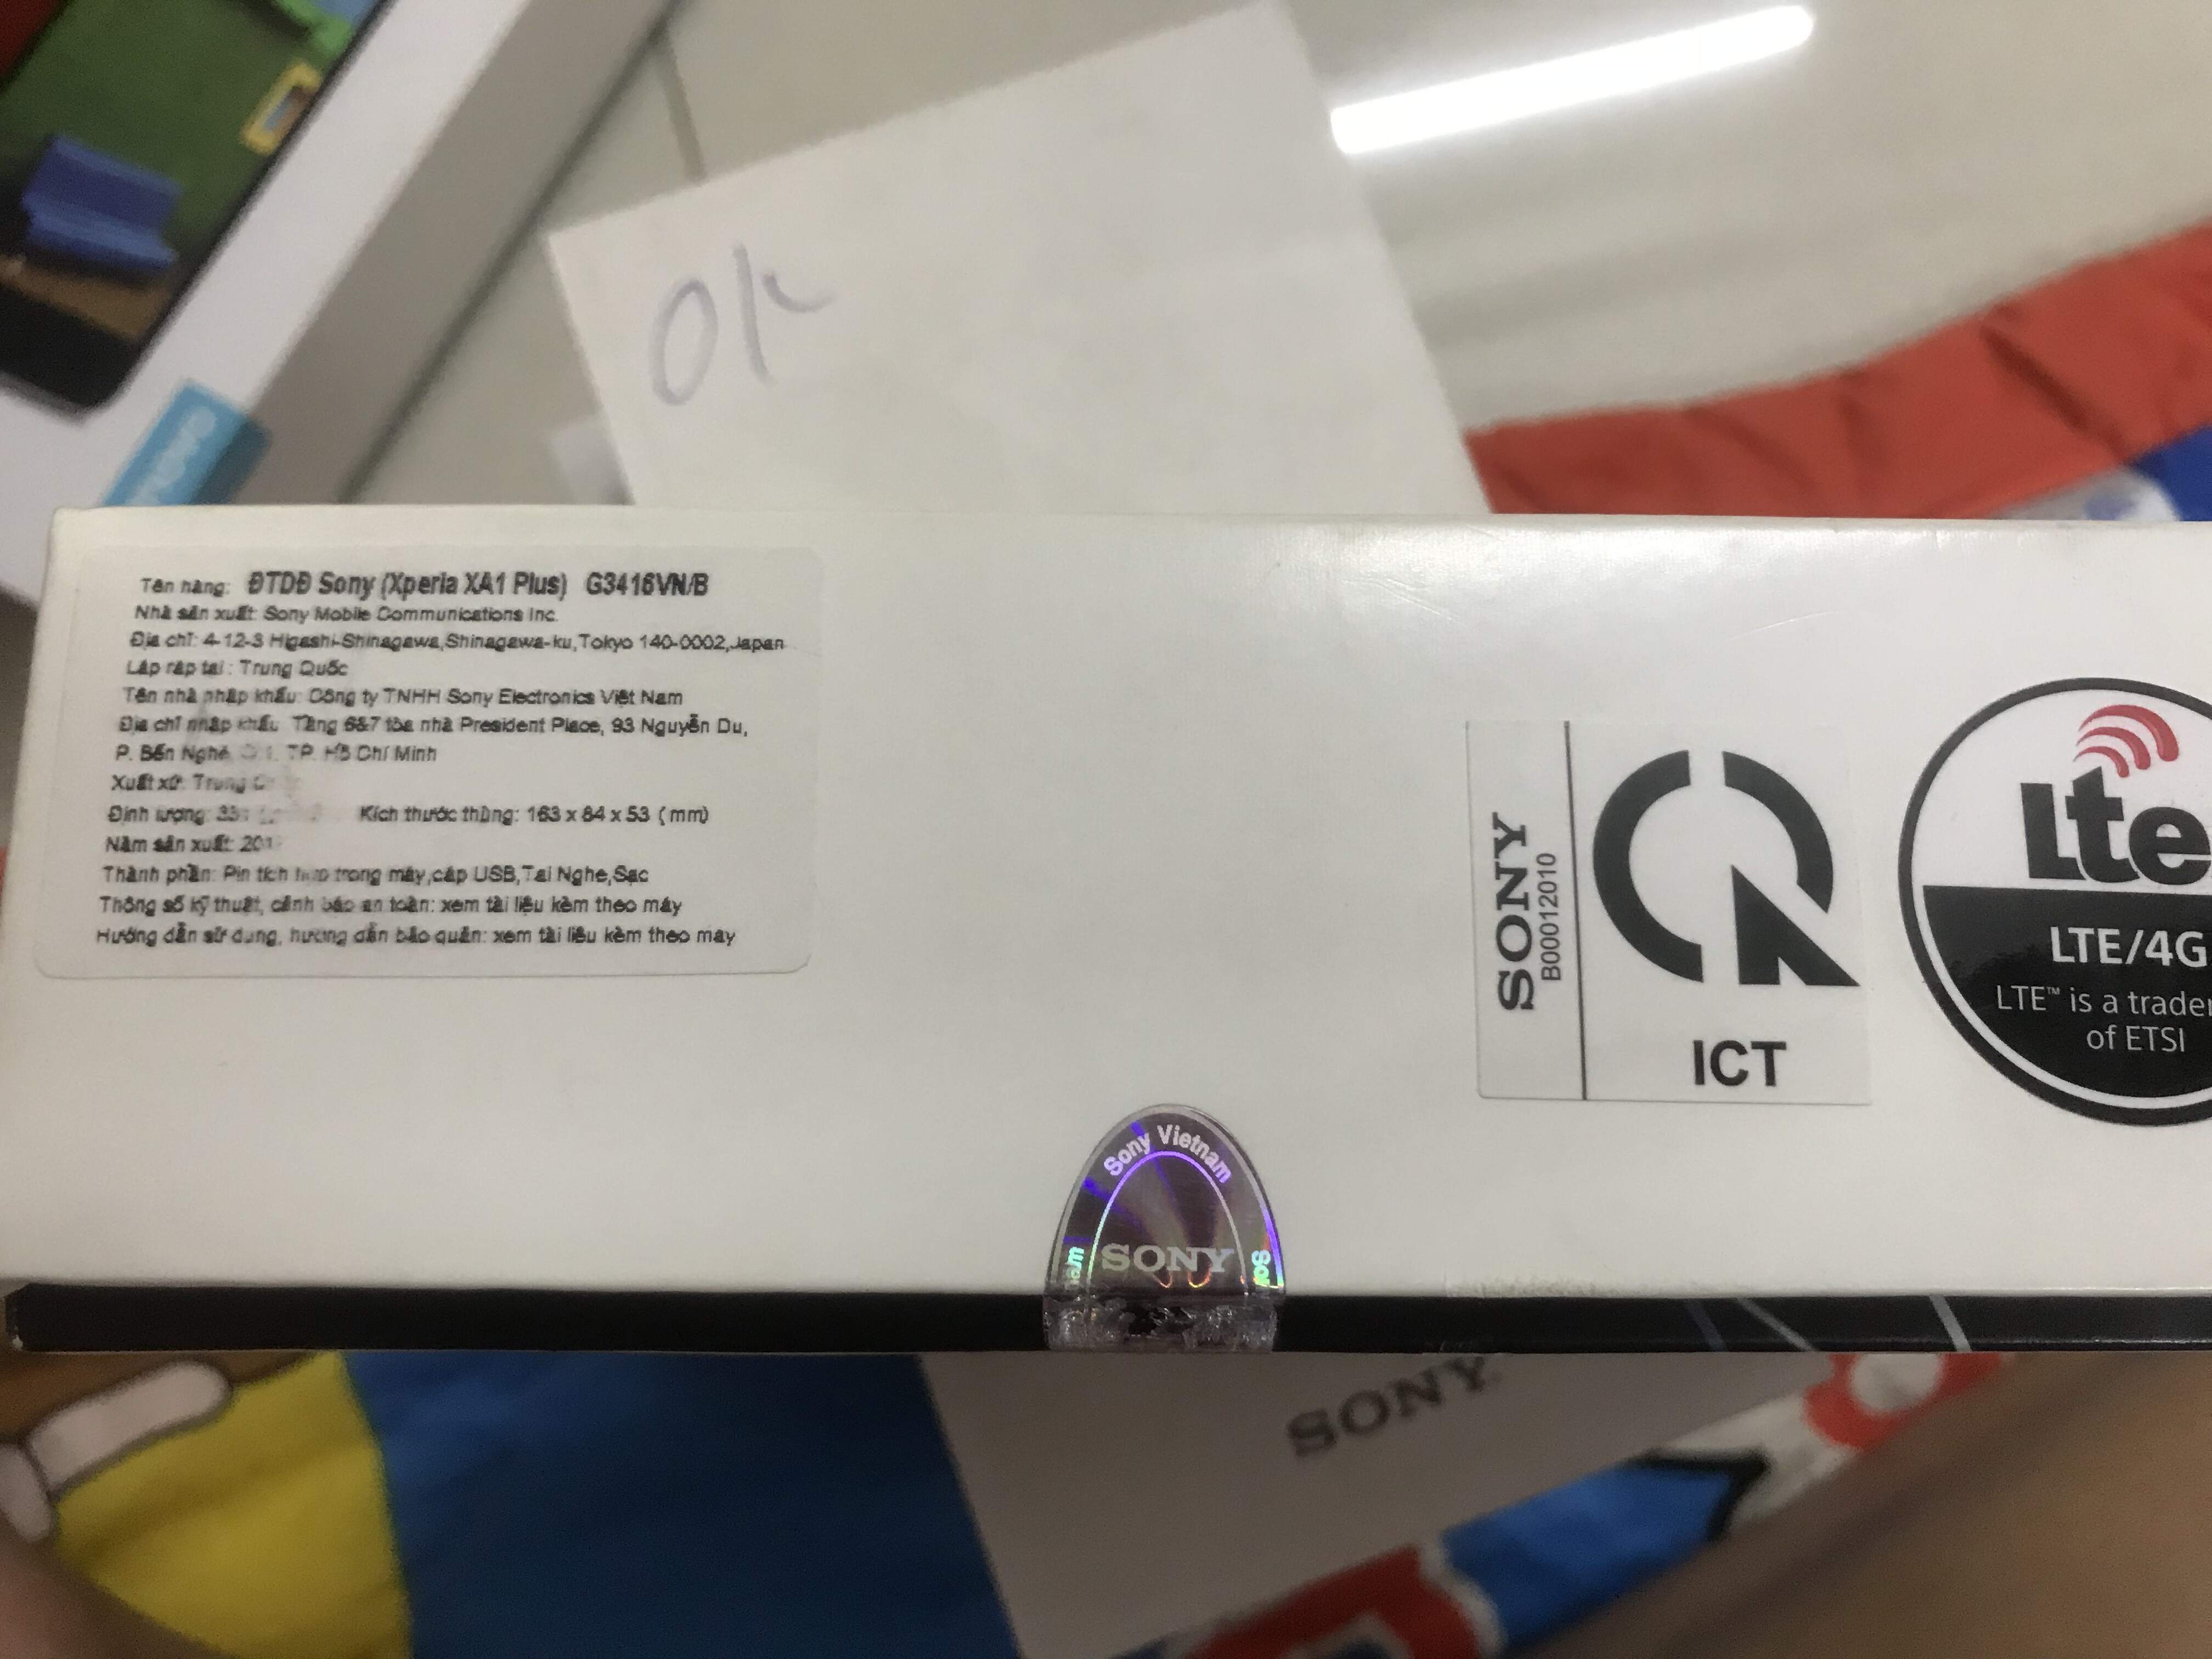 Ok
Tên hàng: ĐTDĐ Sony (Xperia XA1 Plus) G3416VN/B
Nhà sản xuất: Sony Mobile Communications Inc.
Địa chỉ: 4-12-3 Higashi-Shinagawa,Shinagawa-ku,Tokyo 140-0002,Japan
Lắp ráp tại : Trung Quốc
Tên nhà nhập khẩu: Công ty TNHH Sony Electronics Việt Nam
Địa chỉ nhập khẩu: Tầng 6&7 tòa nhà President Place, 93 Nguyễn Du,
P. Bến Nghé, TP. Hồ Chí Minh
Xuất xứ: Trung
Định lượng: Kích thước thùng: 163 x 84 x 53 (mm)
Năm sản xuất:
Thành phần: Pin tích hợp trong máy,cáp USB,Tai Nghe,Sạc
Thông số kỹ thuật, cảnh báo an toàn: xem tài liệu kèm theo máy
Hướng dẫn sử dụng, hướng dẫn bảo quản: xem tài liệu kèm theo máy
SONY
B00012010
ICT
Lte
LTE/4G
LTE™ is a
of ETSI
Sony Vietnam
SONY
SONY